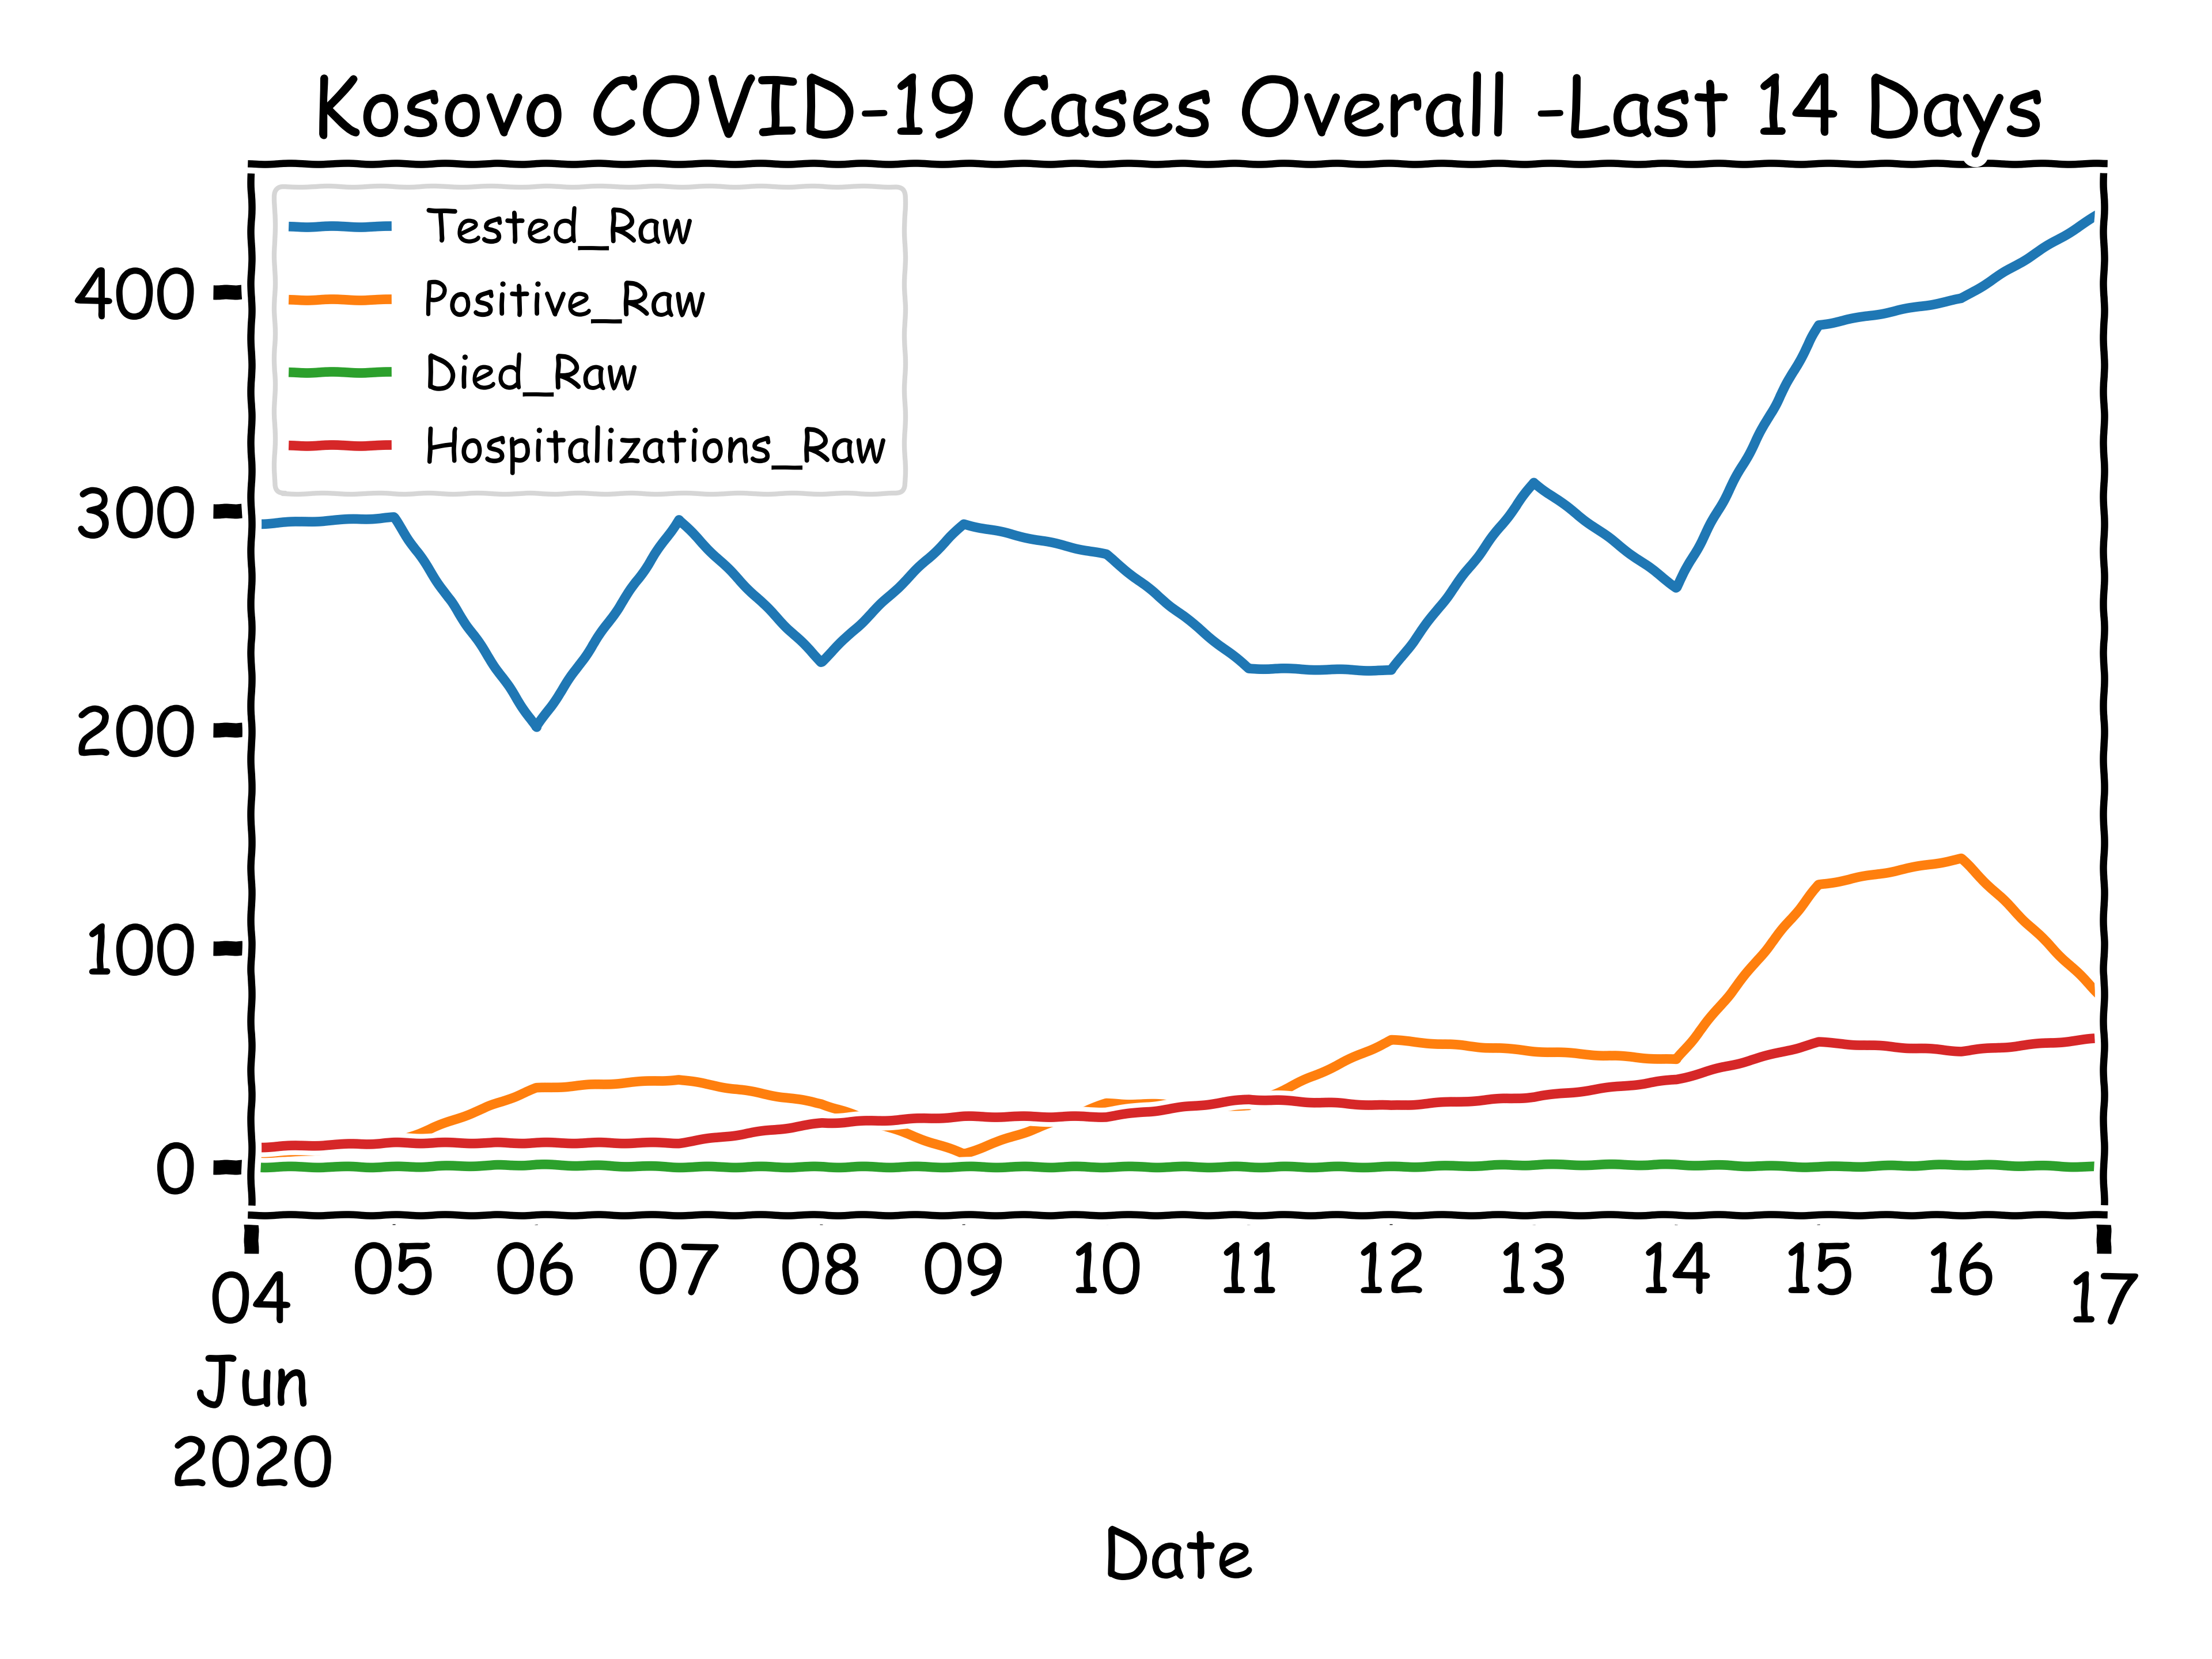 Kosovo COVID-19 Cases Overall -Last 14 Days
Tested_Raw
Positive_Raw
Died_Raw
Hospitalizations_Raw
400
300
200
100
0
05 06 07 08 09 10 11 12 13 14 15 16
04 17
Jun
2020
Date